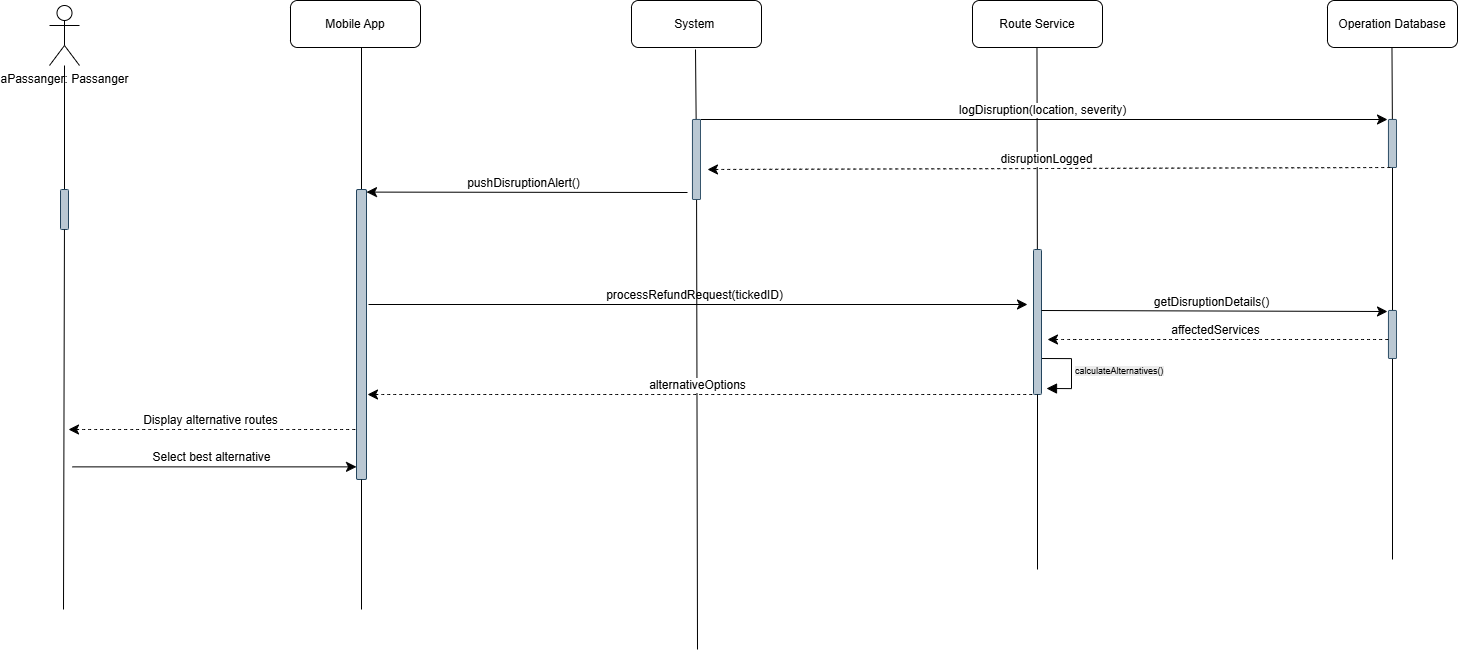 Mobile App
System
Route Service
Operation Database
aPassanger: Passanger
logDisruption(location, severity)
disruptionLogged
pushDisruptionAlert()
processRefundRequest(tickedID)
getDisruptionDetails()
affectedServices
calculateAlternatives()
alternativeOptions
Display alternative routes
Select best alternative